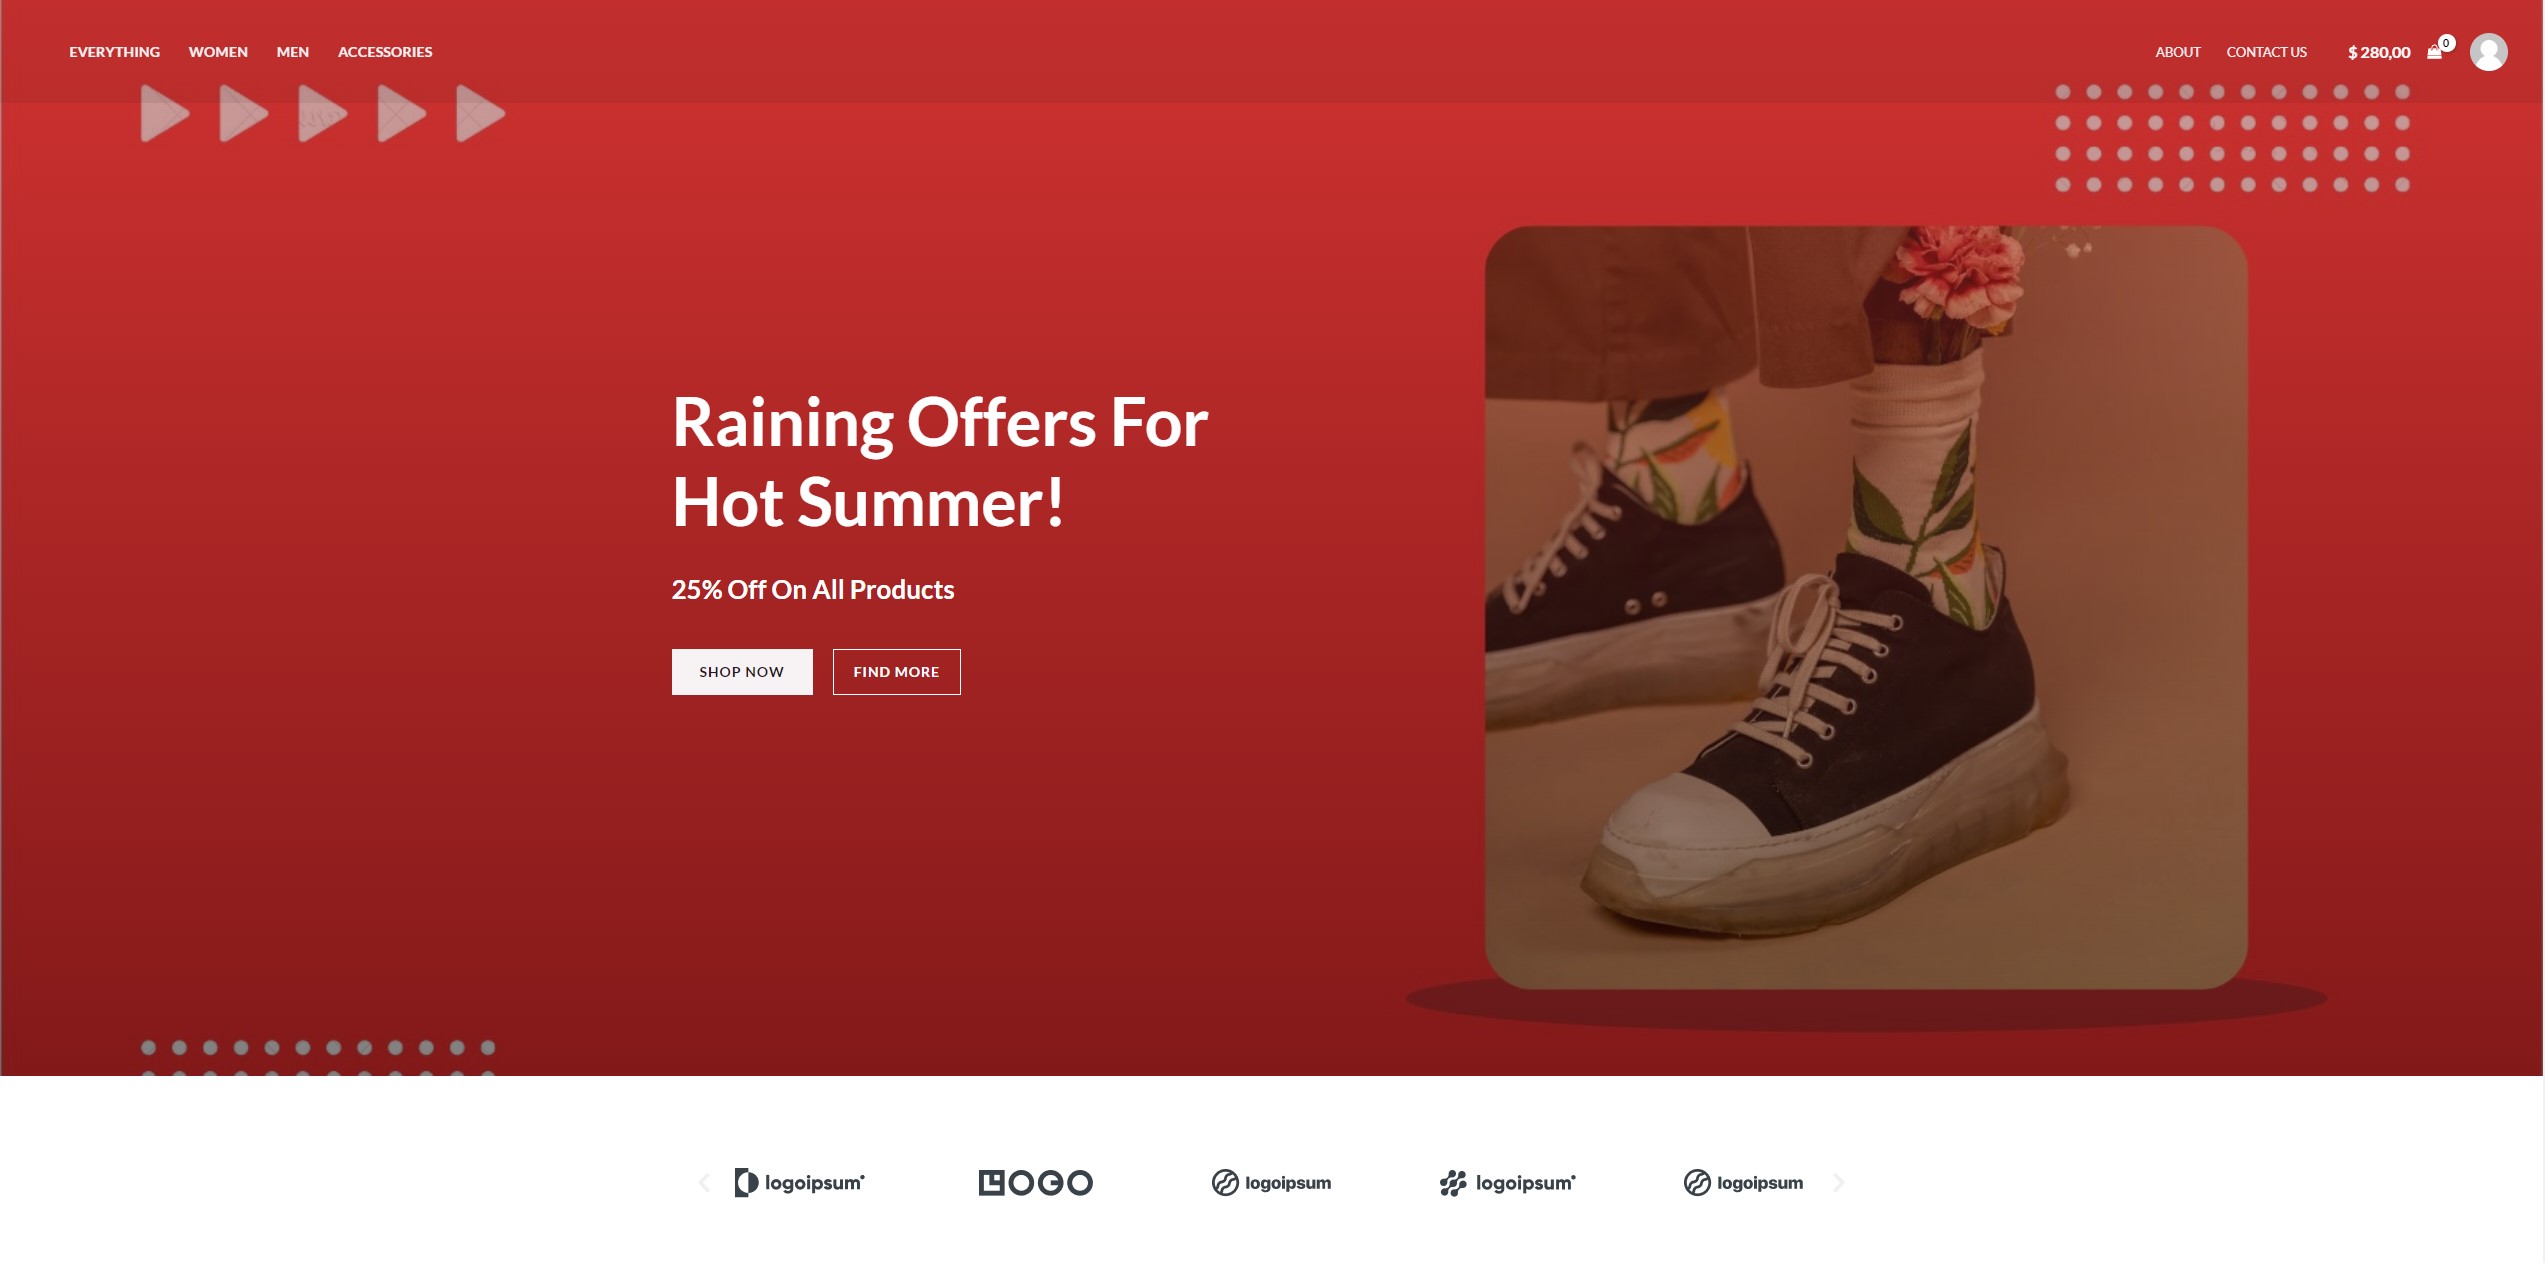 EVERYTHING WOMEN MEN ACCESSORIES ABOUT CONTACT US $ 280,00 0
Raining Offers For
Hot Summer!
25% Off On All Products
SHOP NOW FIND MORE
logoipsum LOGO logoipsum logoipsum logoipsum